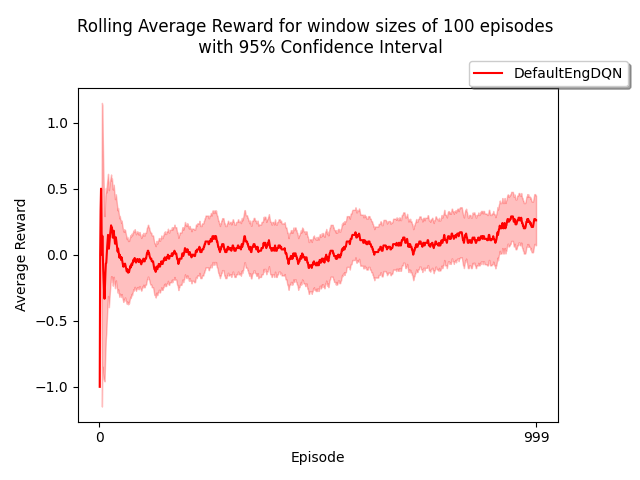 Rolling Average Reward for window sizes of 100 episodes
with 95% Confidence Interval
DefaultEngDQN
1.0
0.5
0.0
−0.5
−1.0
Average Reward
0
999
Episode